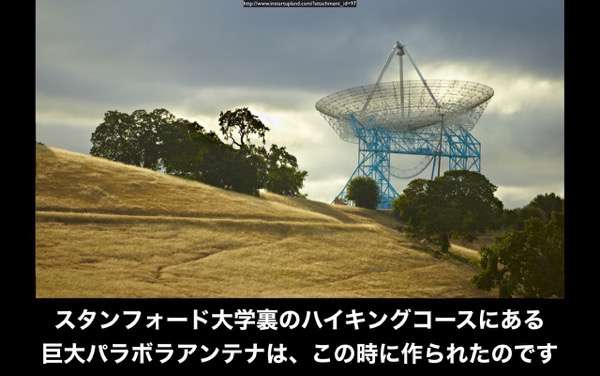 http://www.instartupland.com/?attachment_id=97
スタンフォード大学裏のハイキングコースにある
巨大パラボラアンテナは、この時に作られたのです